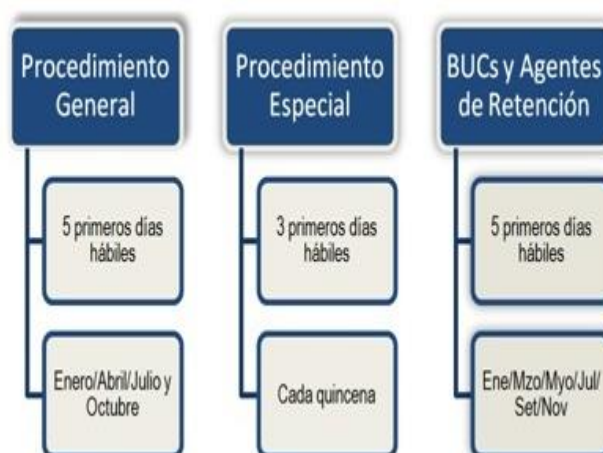 Procedimiento
General
5 primeros días
hábiles
Enero/Abril/Julio y
Octubre
Procedimiento
Especial
3 primeros días
hábiles
Cada quincena
BUCs y Agentes
de Retención
5 primeros días
hábiles
Ene/Mzo/Myo/Jul/
Set/Nov